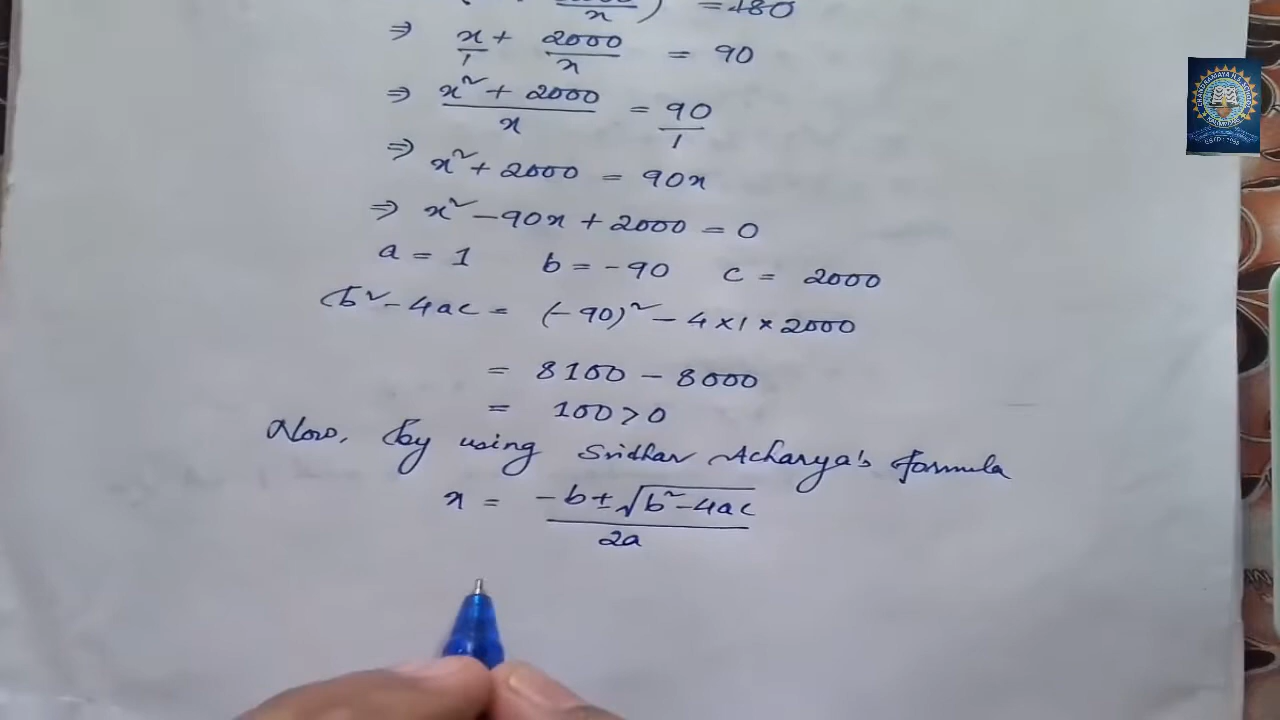 x ) = 480
⇒ x/1 + 2000/x = 90
⇒ x² + 2000/x = 90/1
⇒ x² + 2000 = 90x
⇒ x² - 90x + 2000 = 0
a = 1 b = -90 c = 2000
b² - 4ac = (-90)² - 4 × 1 × 2000
= 8100 - 8000
= 100 > 0
Now, by using Sridhar Acharya's formula
x = -b ± √b² - 4ac / 2a